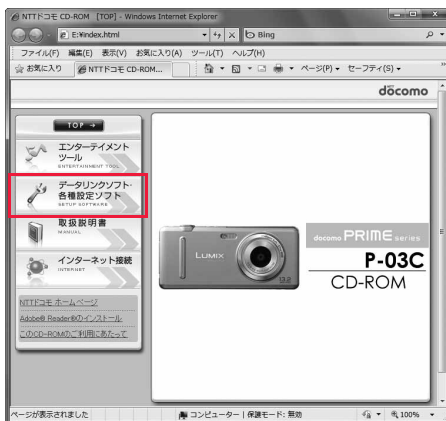 NTTドコモ CD-ROM [TOP] - Windows Internet Explorer
E:¥index.html
Bing
ファイル(F) 編集(E) 表示(V) お気に入り(A) ツール(T) ヘルプ(H)
お気に入り
NTTドコモ CD-ROM...
ページ(P)
セーフティ(S)
döcomo
TOP →
エンターテイメント
ツール
ENTERTAINMENT TOOL
データリンクソフト・
各種設定ソフト
SETUP SOFTWARE
取扱説明書
MANUAL
インターネット接続
INTERNET
NTTドコモ ホームページ
Adobe® Reader®のインストール
このCD-ROMのご利用にあたって
LUMIX
13.2
docomo PRIME series
P-03C
CD-ROM
ページが表示されました
コンピューター | 保護モード: 無効
100%